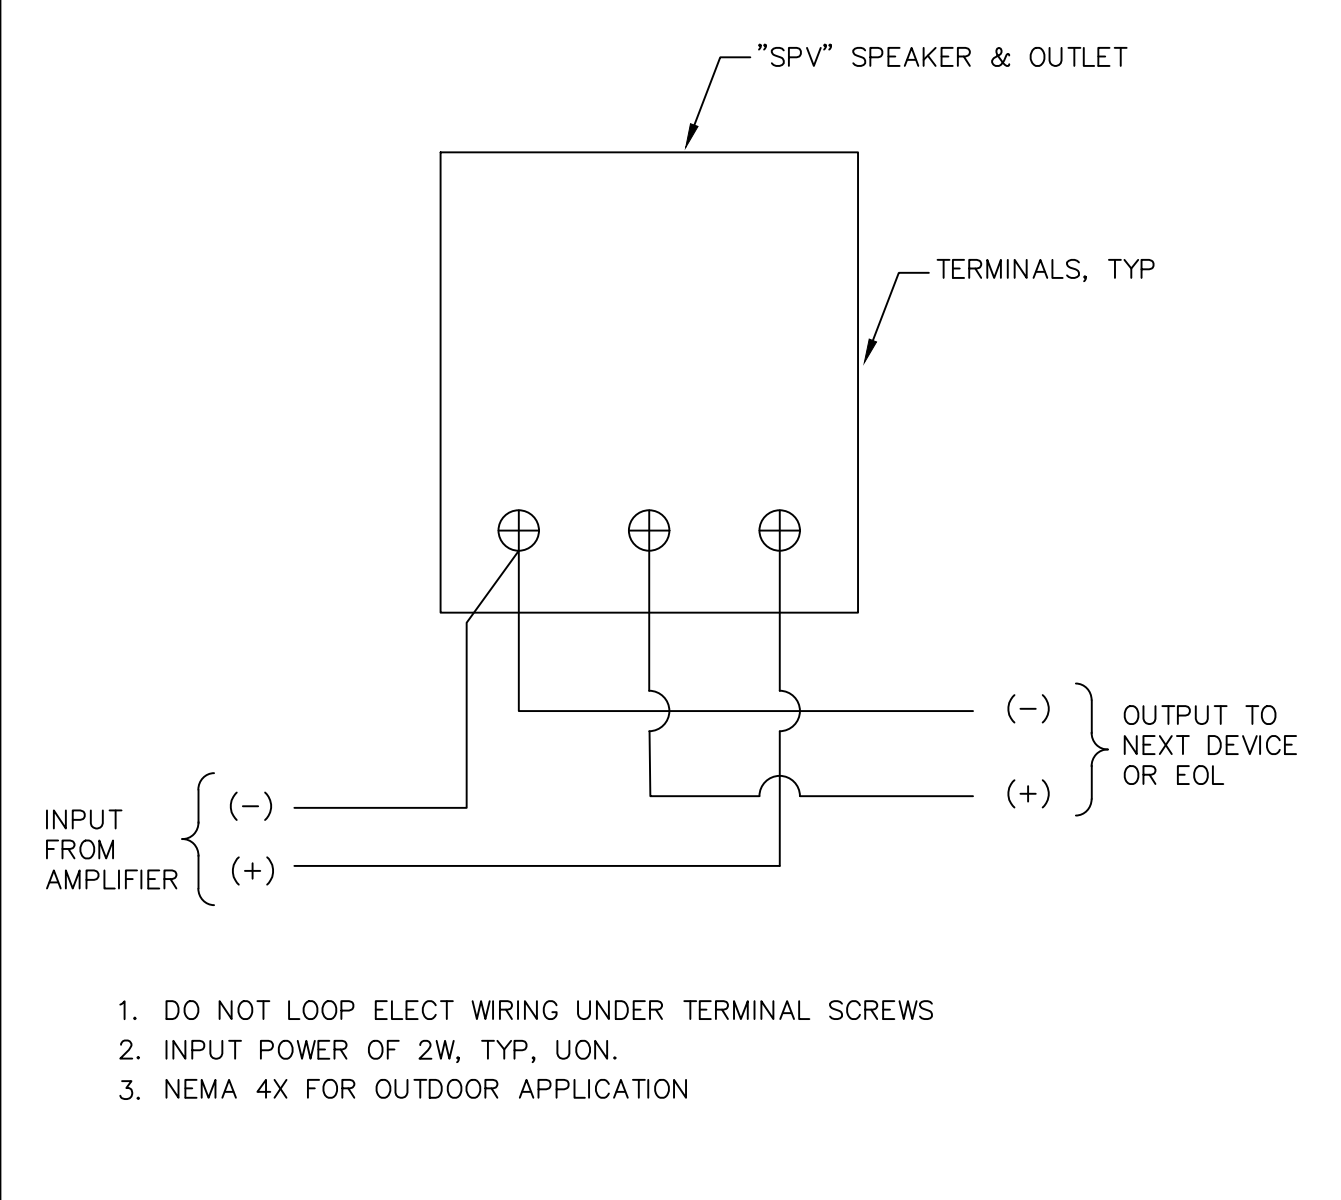 ”SPV” SPEAKER & OUTLET
TERMINALS, TYP
(-)
(+)
OUTPUT TO
NEXT DEVICE
OR EOL
INPUT
FROM
AMPLIFIER
(-)
(+)
1. DO NOT LOOP ELECT WIRING UNDER TERMINAL SCREWS
2. INPUT POWER OF 2W, TYP, UON.
3. NEMA 4X FOR OUTDOOR APPLICATION